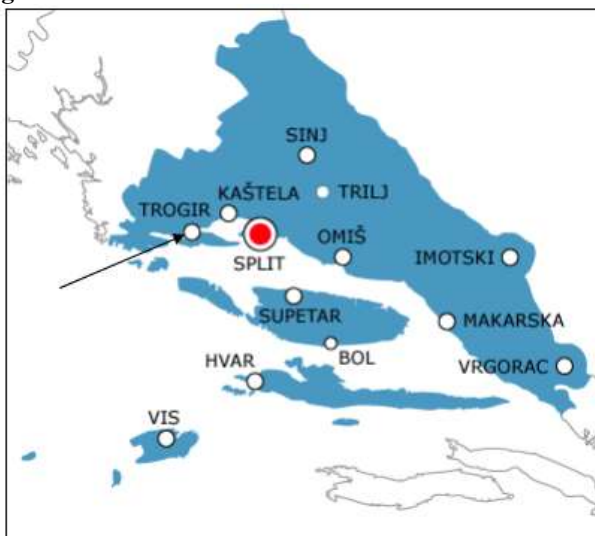 SINJ
TRILJ
KAŠTELA
TROGIR
SPLIT
OMIŠ
IMOTSKI
SUPETAR
MAKARSKA
BOL
HVAR
VRGORAC
VIS